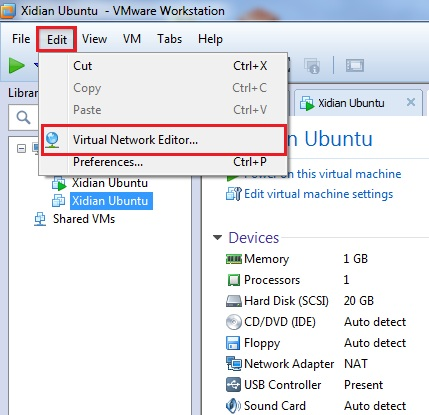 Xidian Ubuntu - VMware Workstation
File Edit View VM Tabs Help
Cut Ctrl+X
Copy Ctrl+C
Paste Ctrl+V
Virtual Network Editor...
Preferences... Ctrl+P
Xidian Ubuntu
Xidian Ubuntu
Shared VMs
Xidian Ubuntu
Ubuntu
on this virtual machine
Edit virtual machine settings
Devices
Memory 1 GB
Processors 1
Hard Disk (SCSI) 20 GB
CD/DVD (IDE) Auto detect
Floppy Auto detect
Network Adapter NAT
USB Controller Present
Sound Card Auto detect